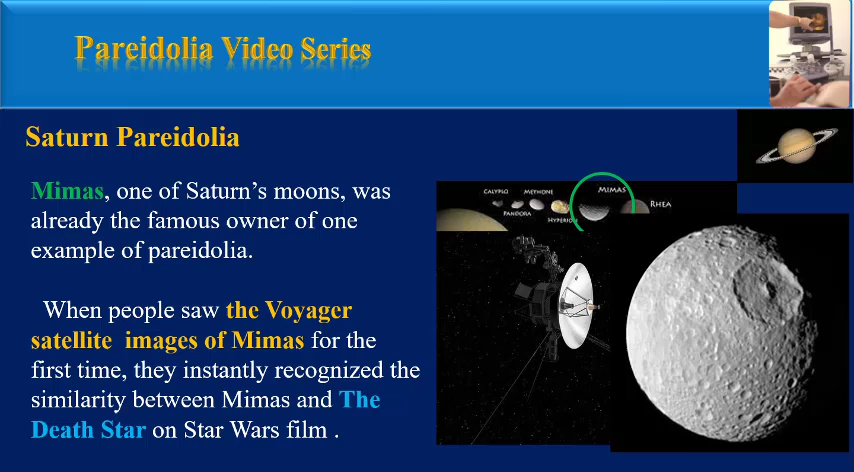 Pareidolia Video Series
Saturn Pareidolia
Mimas, one of Saturn’s moons, was
already the famous owner of one
example of pareidolia.
When people saw the Voyager
satellite images of Mimas for the
first time, they instantly recognized the
similarity between Mimas and The
Death Star on Star Wars film .
CALYPSO
PANDORA
METHONE
HYPERION
MIMAS
RHEA